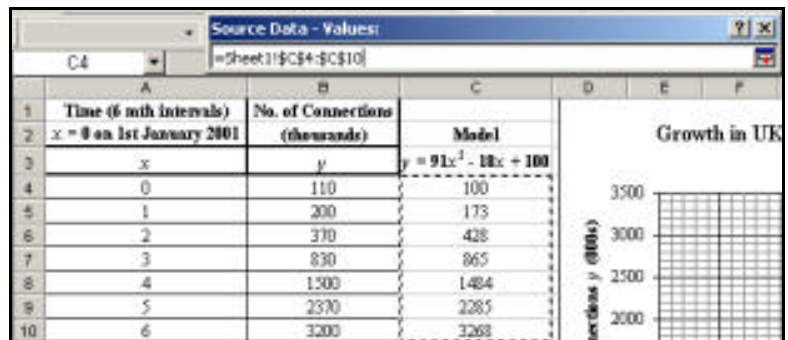 Source Data - Values: ? X
C4 =Sheet1!$C$4:$C$10
A B C D E F
1 Time (6 mth intervals) No. of Connections
2 x = 0 on 1st January 2001 (thousands) Model Growth in UK
3 x y y = 91x² - 18x + 100
4 0 110 100 3500
5 1 200 173
6 2 370 428 3000
7 3 830 865
8 4 1500 1484 2500
9 5 2370 2285
10 6 3200 3268 2000
nections y (000s)